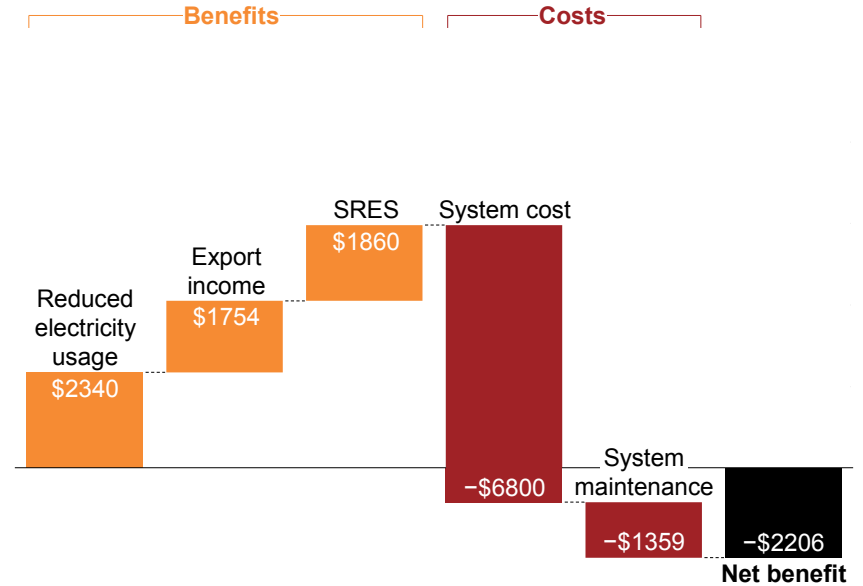 Benefits
Costs
Reduced
electricity
usage
$2340
Export
income
$1754
SRES
$1860
System cost
−$6800
System
maintenance
−$1359
−$2206
Net benefit